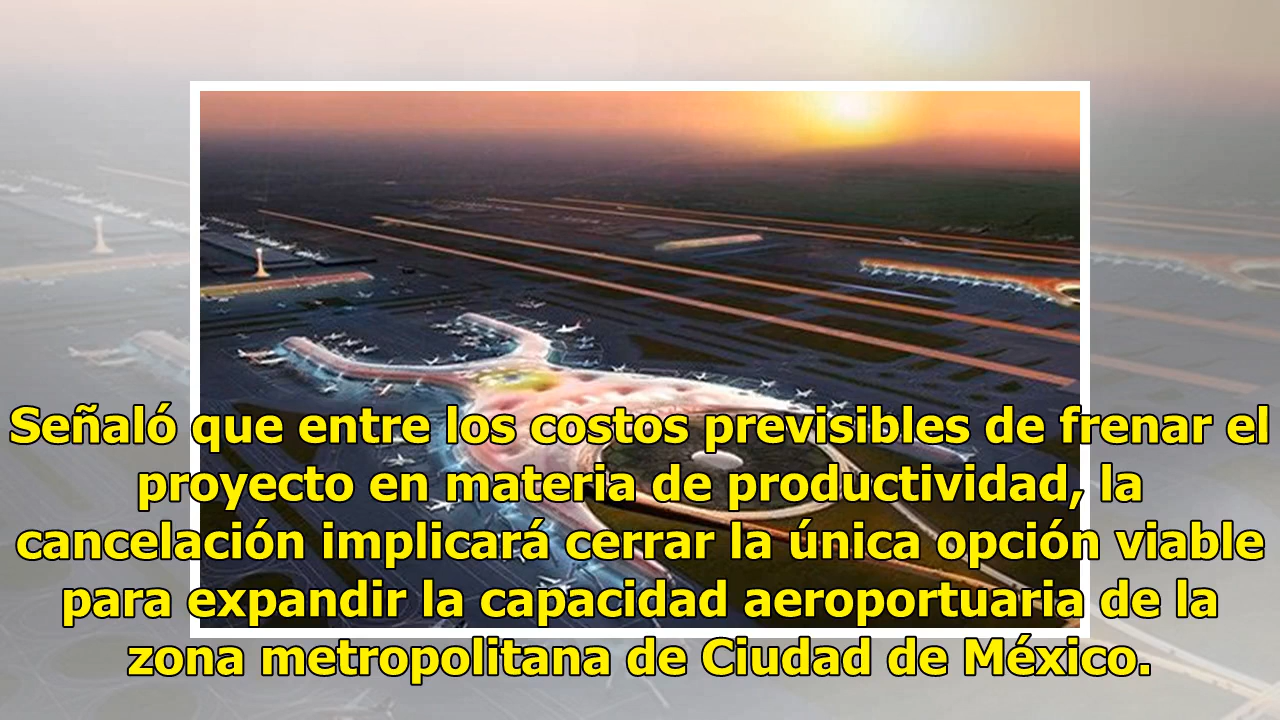 Señaló que entre los costos previsibles de frenar el
proyecto en materia de productividad, la
cancelación implicará cerrar la única opción viable
para expandir la capacidad aeroportuaria de la
zona metropolitana de Ciudad de México.